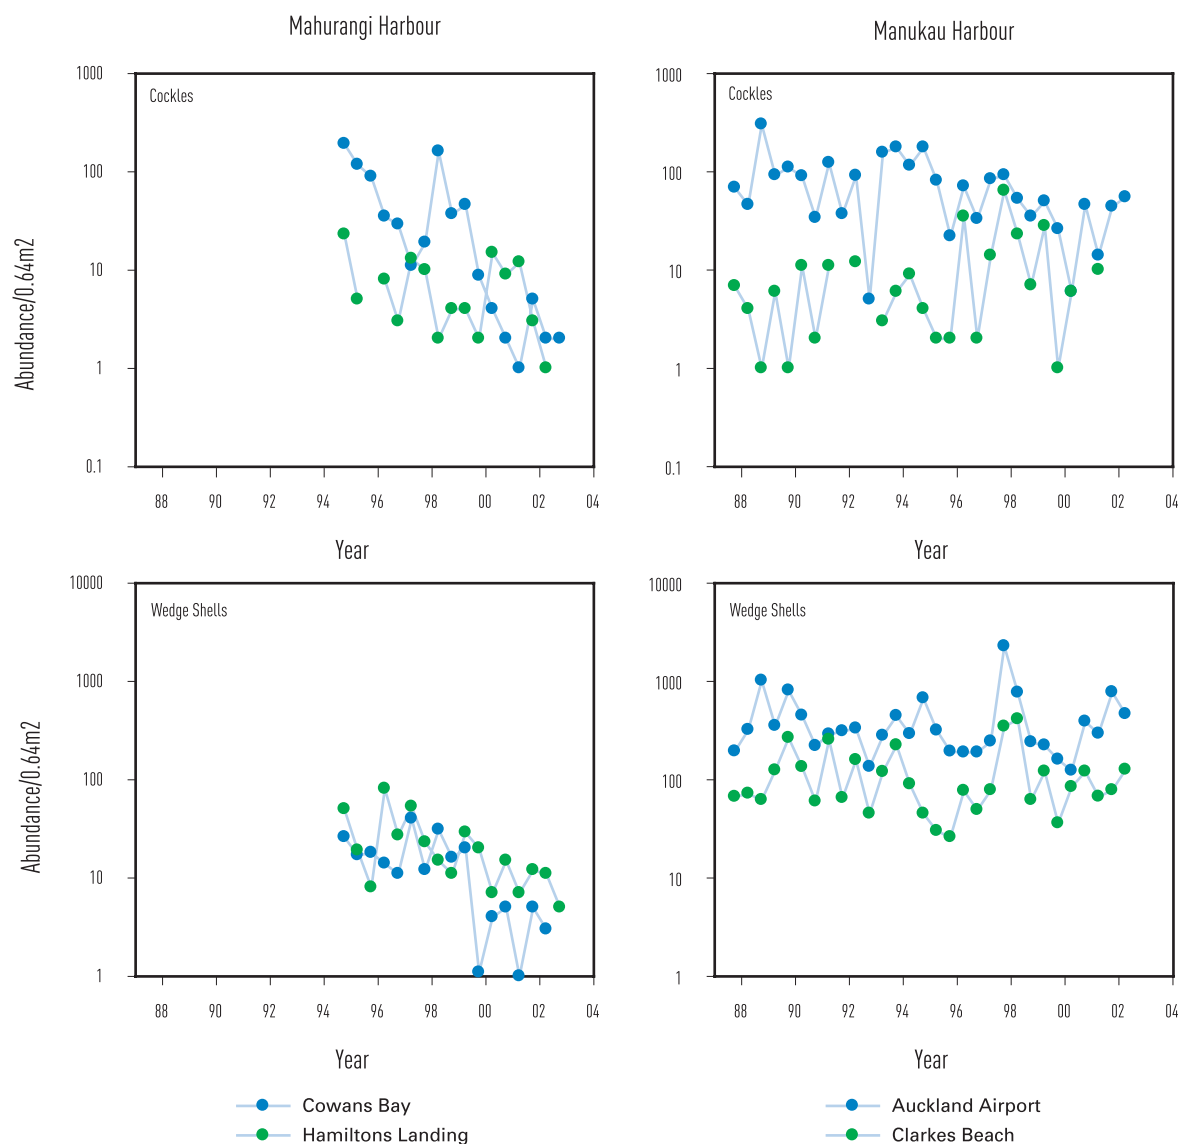 Mahurangi Harbour
Manukau Harbour
1000
Cockles
100
10
1
0.1
88 90 92 94 96 98 00 02 04
Year
1000
Cockles
100
10
1
0.1
88 90 92 94 96 98 00 02 04
Year
Abundance/0.64m2
10000
Wedge Shells
1000
100
10
1
88 90 92 94 96 98 00 02 04
Year
10000
Wedge Shells
1000
100
10
1
88 90 92 94 96 98 00 02 04
Year
Abundance/0.64m2
Cowans Bay
Hamiltons Landing
Auckland Airport
Clarkes Beach